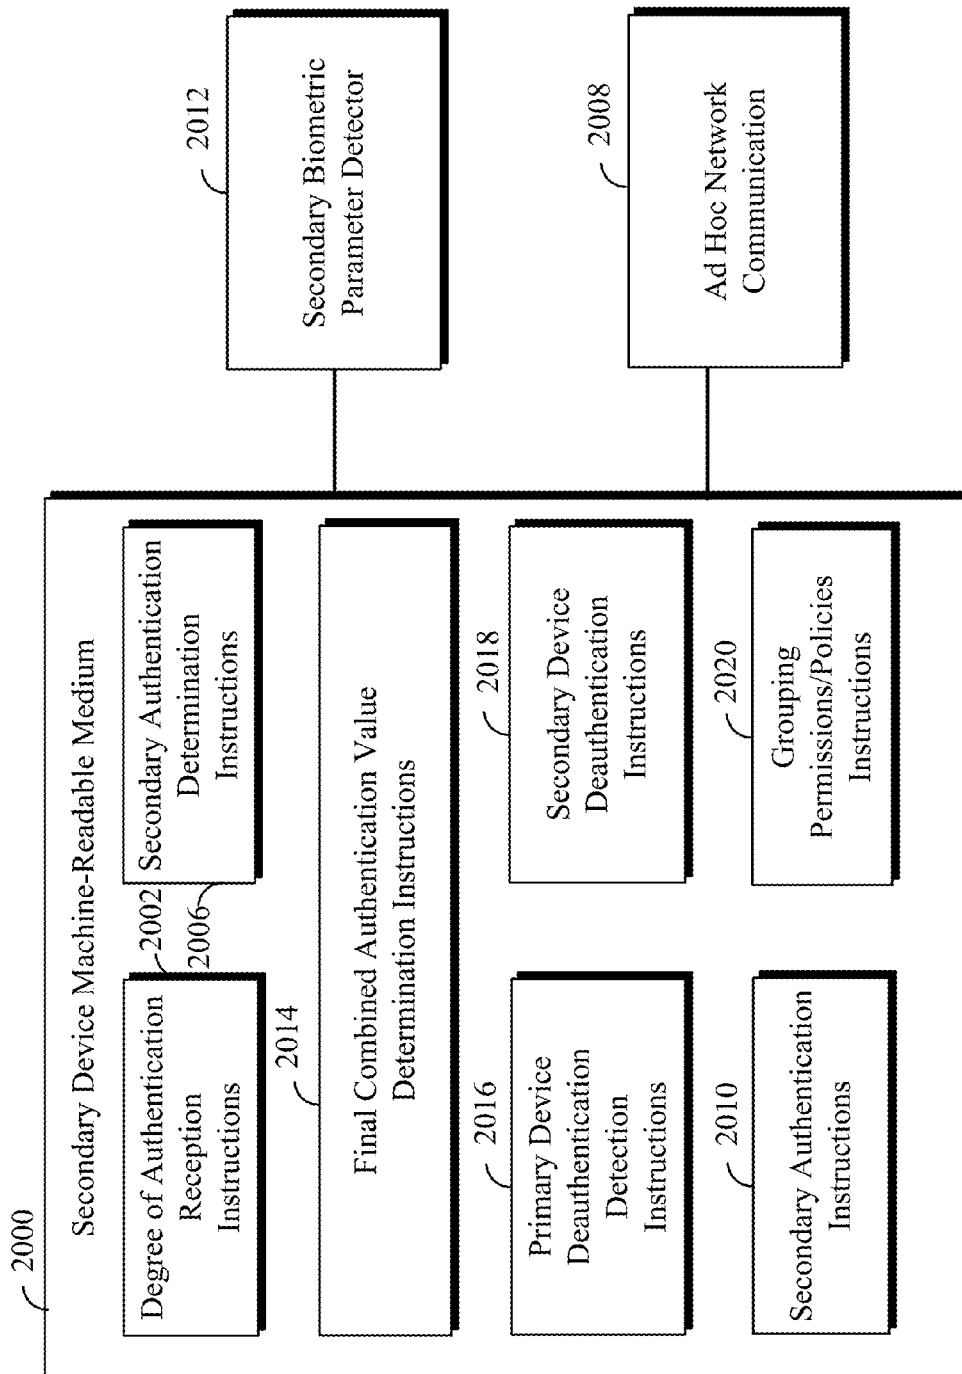 2000
Secondary Device Machine-Readable Medium
2002
Degree of Authentication
Reception
Instructions
2006
Secondary Authentication
Determination
Instructions
2012
Secondary Biometric
Parameter Detector
2014
Final Combined Authentication Value
Determination Instructions
2016
Primary Device
Deauthentication
Detection
Instructions
2018
Secondary Device
Deauthentication
Instructions
2008
Ad Hoc Network
Communication
2010
Secondary Authentication
Instructions
2020
Grouping
Permissions/Policies
Instructions